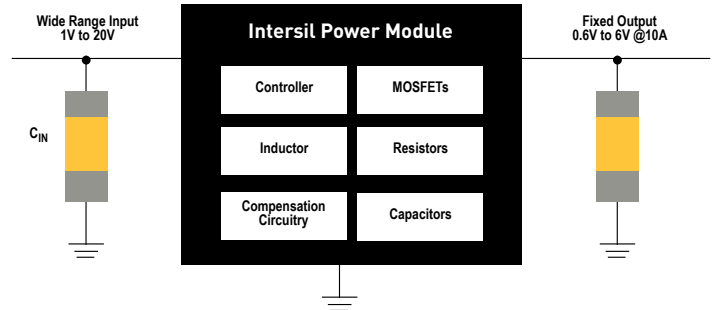 Wide Range Input
1V to 20V
Intersil Power Module
Fixed Output
0.6V to 6V @10A
Controller
MOSFETs
CIN
Inductor
Resistors
Compensation
Circuitry
Capacitors